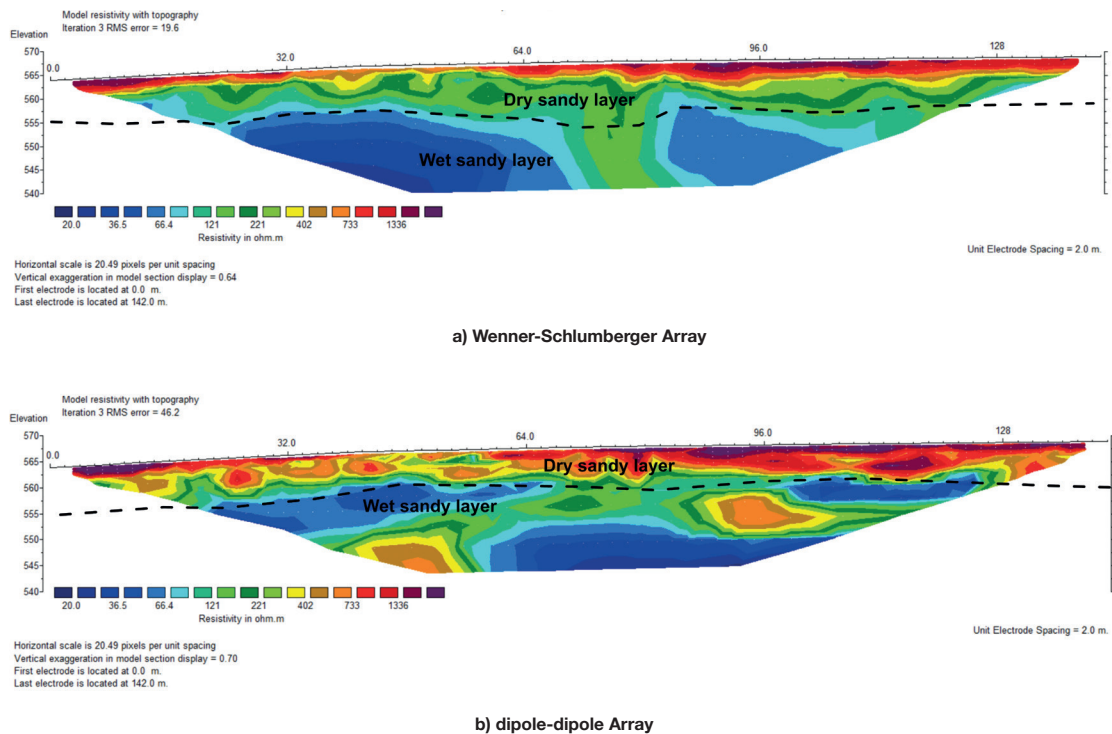 Model resistivity with topography
Iteration 3 RMS error = 19.6
Elevation
570
0.0
32.0
64.0
96.0
128
565
560
Dry sandy layer
555
550
Wet sandy layer
545
540
20.0 36.5 66.4 121 221 402 733 1336
Resistivity in ohm.m
Unit Electrode Spacing = 2.0 m.
Horizontal scale is 20.49 pixels per unit spacing
Vertical exaggeration in model section display = 0.64
First electrode is located at 0.0 m.
Last electrode is located at 142.0 m.
a) Wenner-Schlumberger Array
Model resistivity with topography
Iteration 3 RMS error = 46.2
Elevation
570
0.0
32.0
64.0
96.0
128
565
Dry sandy layer
560
Wet sandy layer
555
550
545
540
20.0 36.5 66.4 121 221 402 733 1336
Resistivity in ohm.m
Unit Electrode Spacing = 2.0 m.
Horizontal scale is 20.49 pixels per unit spacing
Vertical exaggeration in model section display = 0.70
First electrode is located at 0.0 m.
Last electrode is located at 142.0 m.
b) dipole-dipole Array